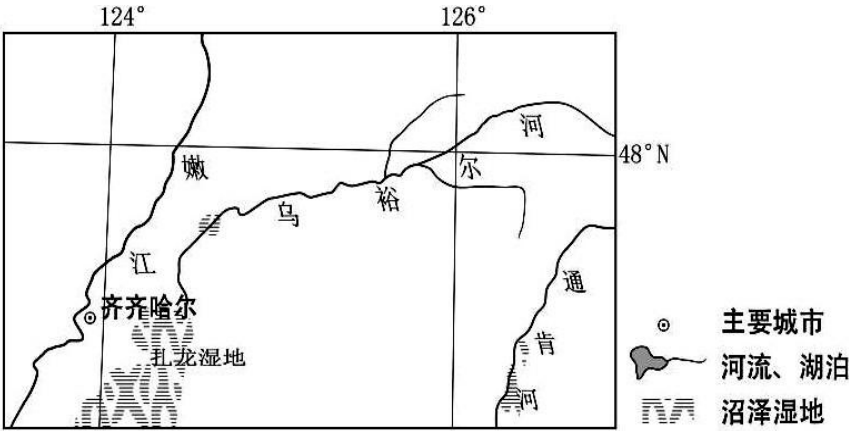 124°
126°
48°N
嫩江
乌裕尔河
通肯河
齐齐哈尔
扎龙湿地
主要城市
河流、湖泊
沼泽湿地